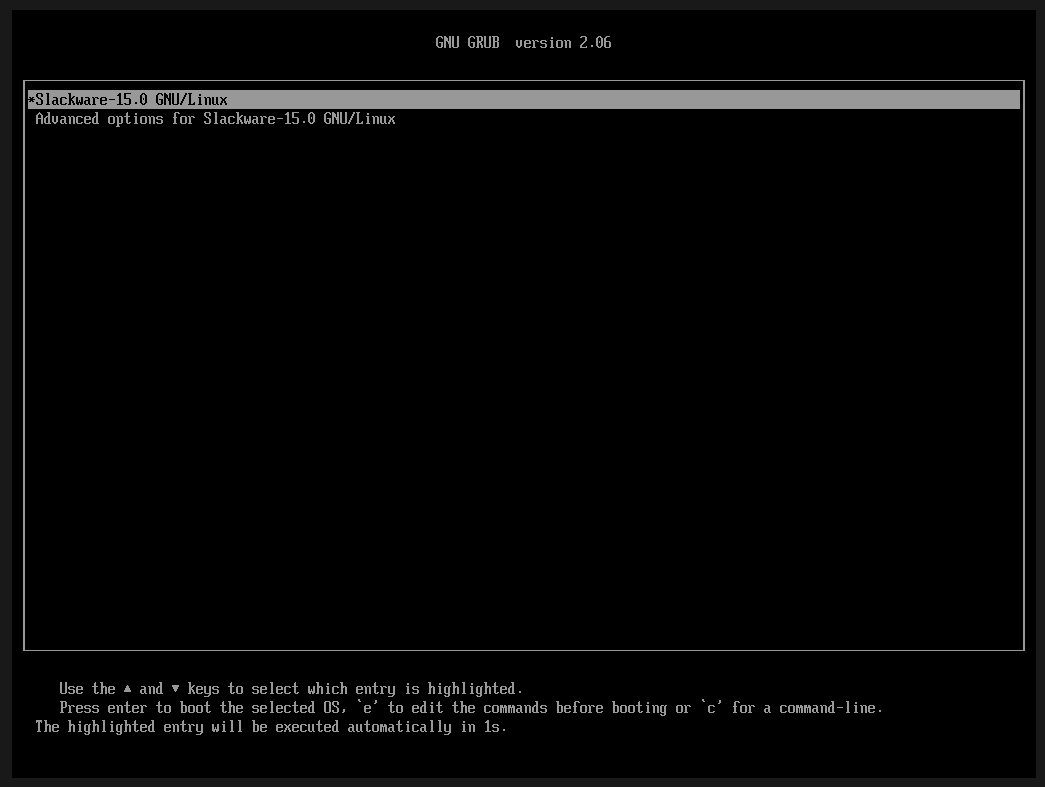 GNU GRUB  version 2.06
*Slackware-15.0 GNU/Linux
Advanced options for Slackware-15.0 GNU/Linux
Use the ▲ and ▼ keys to select which entry is highlighted.
Press enter to boot the selected OS, `e' to edit the commands before booting or `c' for a command-line.
The highlighted entry will be executed automatically in 1s.